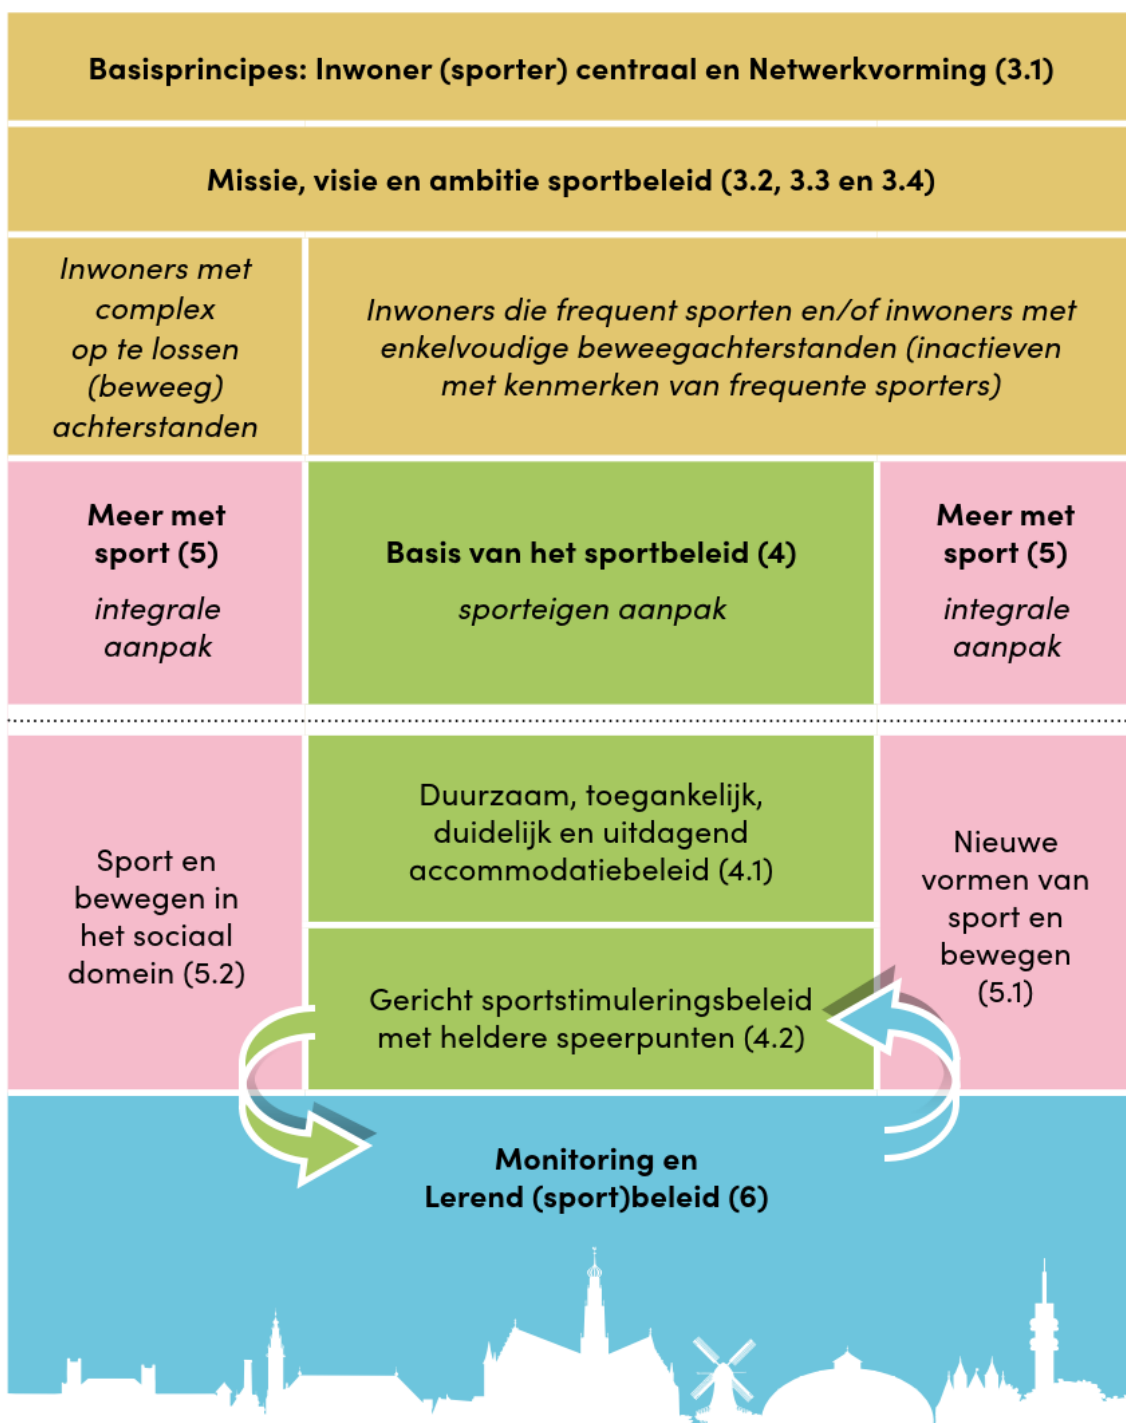 Basisprincipes: Inwoner (sporter) centraal en Netwerkvorming (3.1)
Missie, visie en ambitie sportbeleid (3.2, 3.3 en 3.4)
Inwoners met
complex
op te lossen
(beweeg)
achterstanden
Inwoners die frequent sporten en/of inwoners met
enkelvoudige beweegachterstanden (inactieven
met kenmerken van frequente sporters)
Meer met
sport (5)
integrale
aanpak
Basis van het sportbeleid (4)
sporteigen aanpak
Meer met
sport (5)
integrale
aanpak
Sport en
bewegen in
het sociaal
domein (5.2)
Duurzaam, toegankelijk,
duidelijk en uitdagend
accommodatiebeleid (4.1)
Gericht sportstimuleringsbeleid
met heldere speerpunten (4.2)
Nieuwe
vormen van
sport en
bewegen
(5.1)
Monitoring en
Lerend (sport)beleid (6)